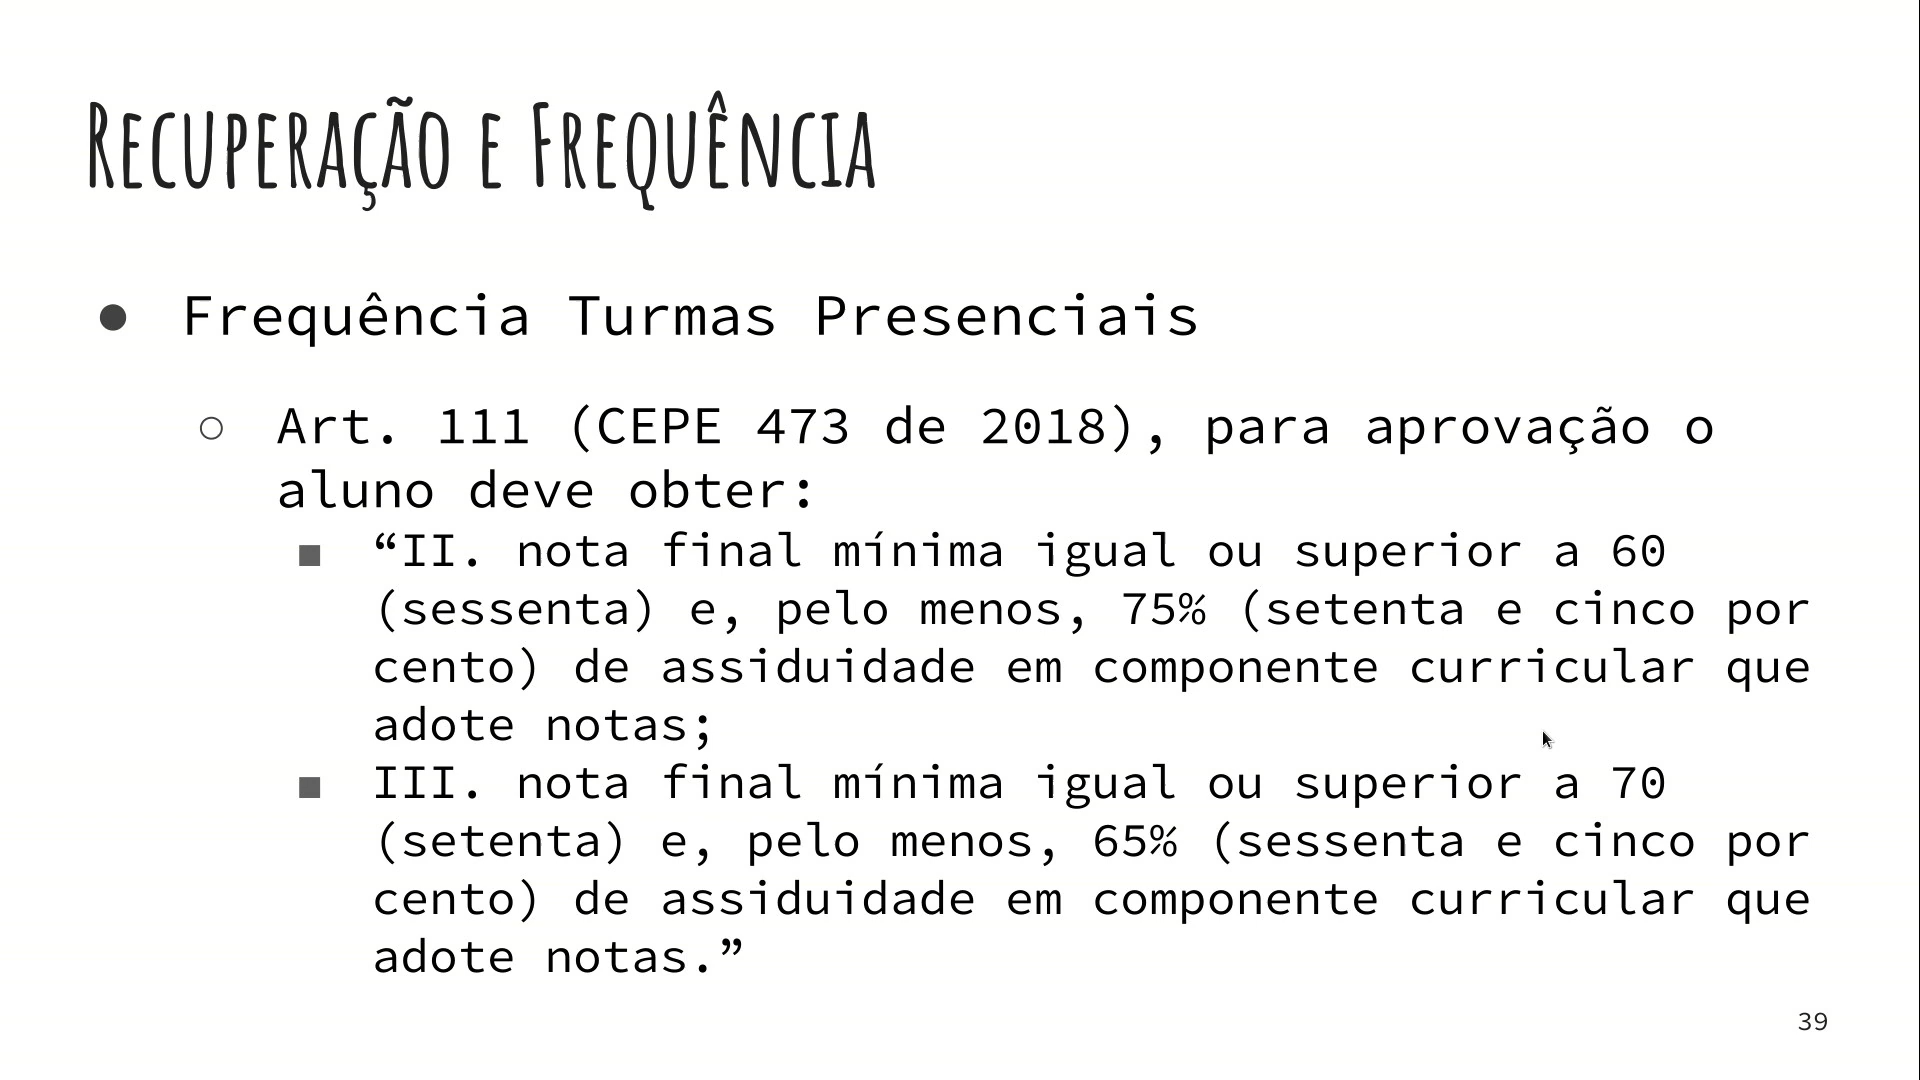 Recuperação e Frequência
● Frequência Turmas Presenciais
○ Art. 111 (CEPE 473 de 2018), para aprovação o
aluno deve obter:
■ “II. nota final mínima igual ou superior a 60
(sessenta) e, pelo menos, 75% (setenta e cinco por
cento) de assiduidade em componente curricular que
adote notas;
■ III. nota final mínima igual ou superior a 70
(setenta) e, pelo menos, 65% (sessenta e cinco por
cento) de assiduidade em componente curricular que
adote notas.”
39